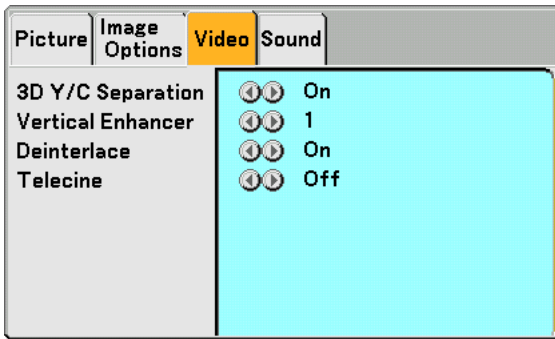 Picture
Image
Options
Video
Sound
3D Y/C Separation On
Vertical Enhancer 1
Deinterlace On
Telecine Off